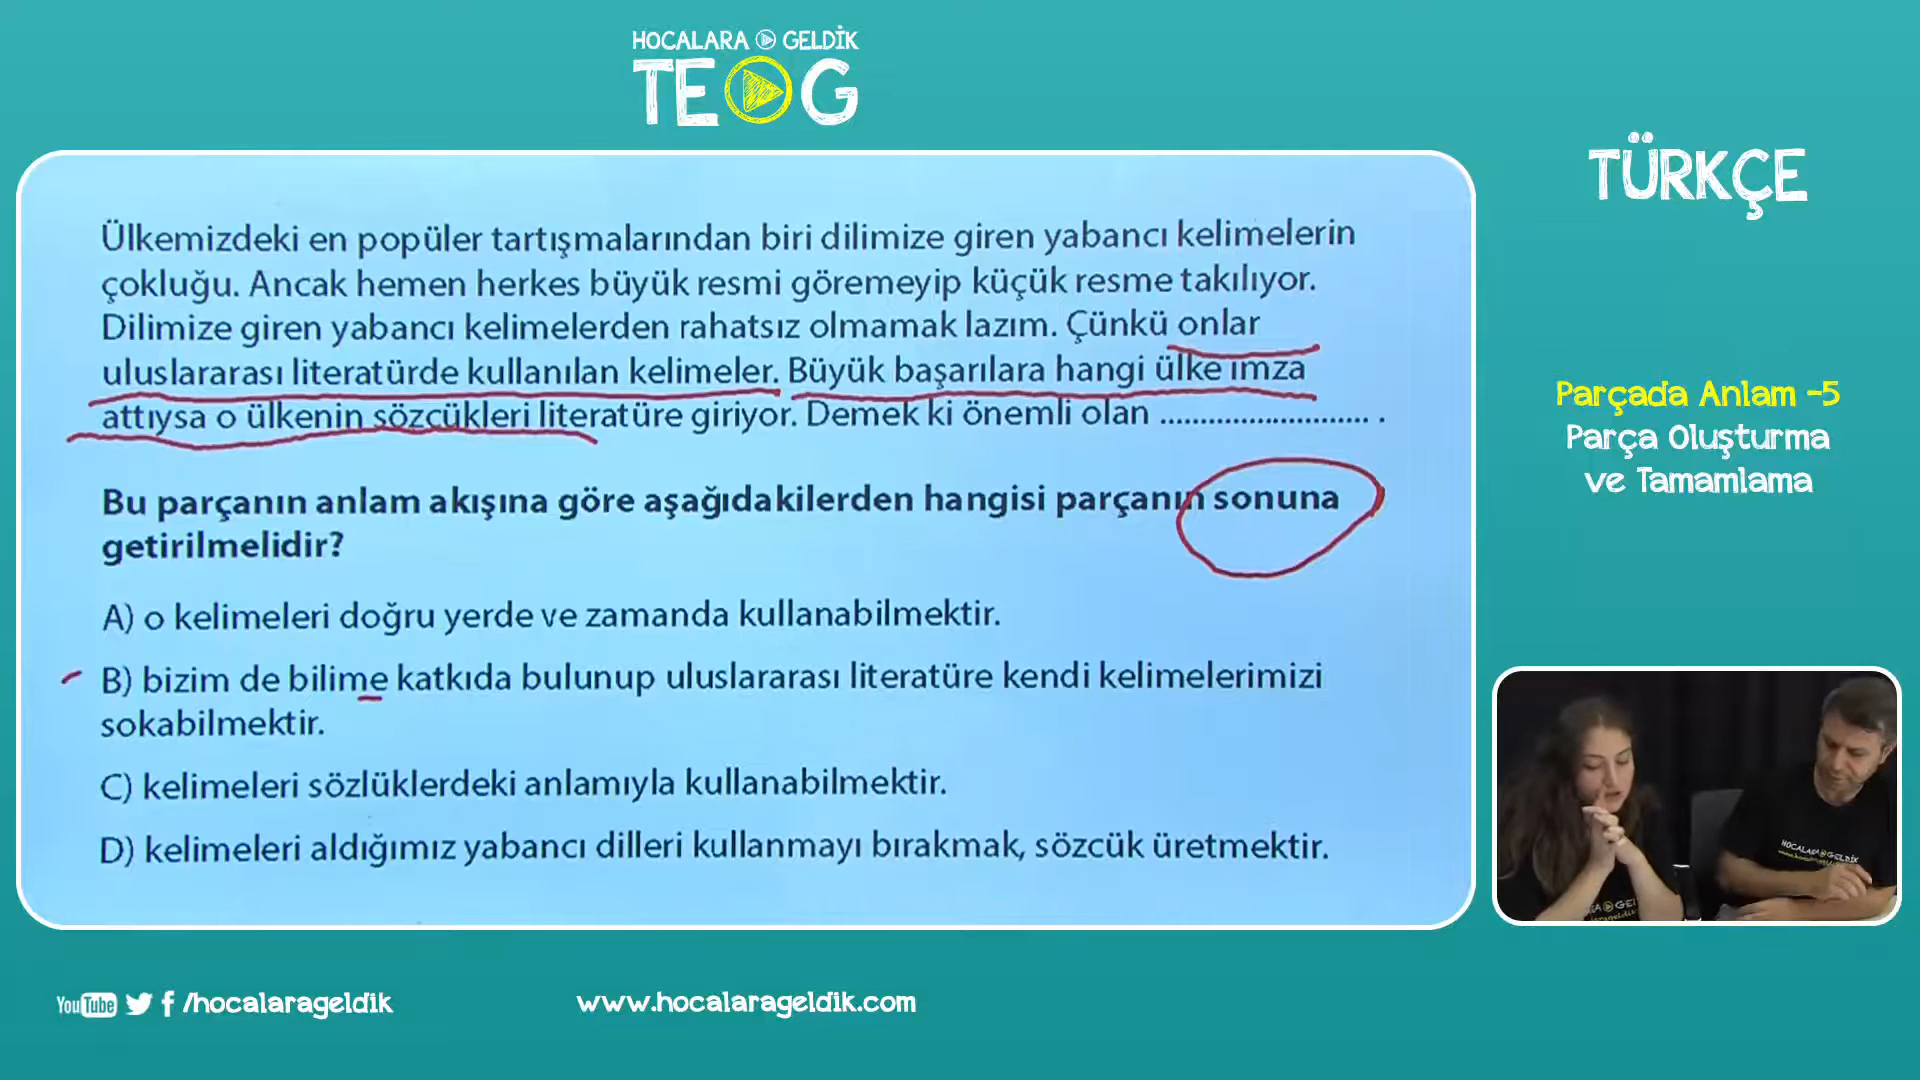 HOCALARA GELDİK
TEOG
TÜRKÇE
Ülkemizdeki en popüler tartışmalarından biri dilimize giren yabancı kelimelerin
çokluğu. Ancak hemen herkes büyük resmi göremeyip küçük resme takılıyor.
Dilimize giren yabancı kelimelerden rahatsız olmamak lazım. Çünkü onlar
uluslararası literatürde kullanılan kelimeler. Büyük başarılara hangi ülke imza
attıysa o ülkenin sözcükleri literatüre giriyor. Demek ki önemli olan .......................... .
Bu parçanın anlam akışına göre aşağıdakilerden hangisi parçanın sonuna
getirilmelidir?
A) o kelimeleri doğru yerde ve zamanda kullanabilmektir.
B) bizim de bilime katkıda bulunup uluslararası literatüre kendi kelimelerimizi
sokabilmektir.
C) kelimeleri sözlüklerdeki anlamıyla kullanabilmektir.
D) kelimeleri aldığımız yabancı dilleri kullanmayı bırakmak, sözcük üretmektir.
Parçada Anlam -5
Parça Oluşturma
ve Tamamlama
HOCALARA GELDİK
YouTube /hocalarageldik
www.hocalarageldik.com